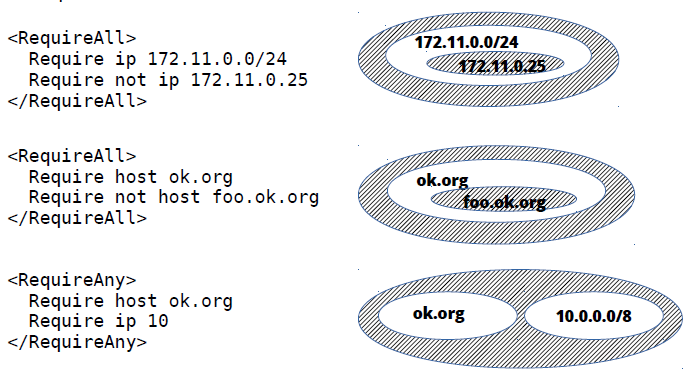 <RequireAll>
Require ip 172.11.0.0/24
Require not ip 172.11.0.25
</RequireAll>
172.11.0.0/24
172.11.0.25
<RequireAll>
Require host ok.org
Require not host foo.ok.org
</RequireAll>
ok.org
foo.ok.org
<RequireAny>
Require host ok.org
Require ip 10
</RequireAny>
ok.org
10.0.0.0/8